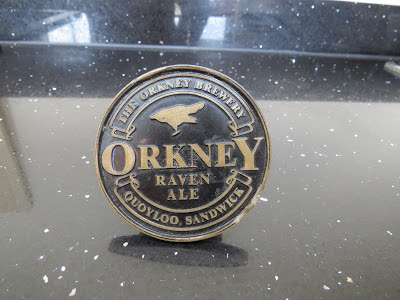 THE ORKNEY BREWERY
ORKNEY
RAVEN
ALE
QUOYLOO, SANDWICK